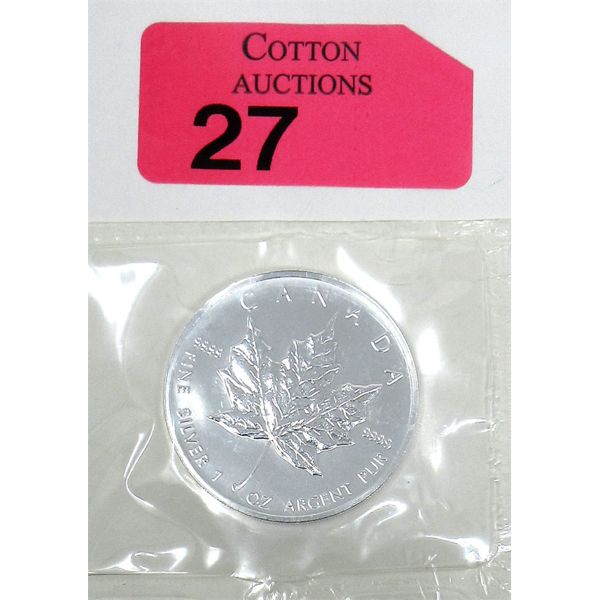 COTTON
AUCTIONS
27
CANADA
9999
9999
FINE SILVER 1 OZ ARGENT PUR